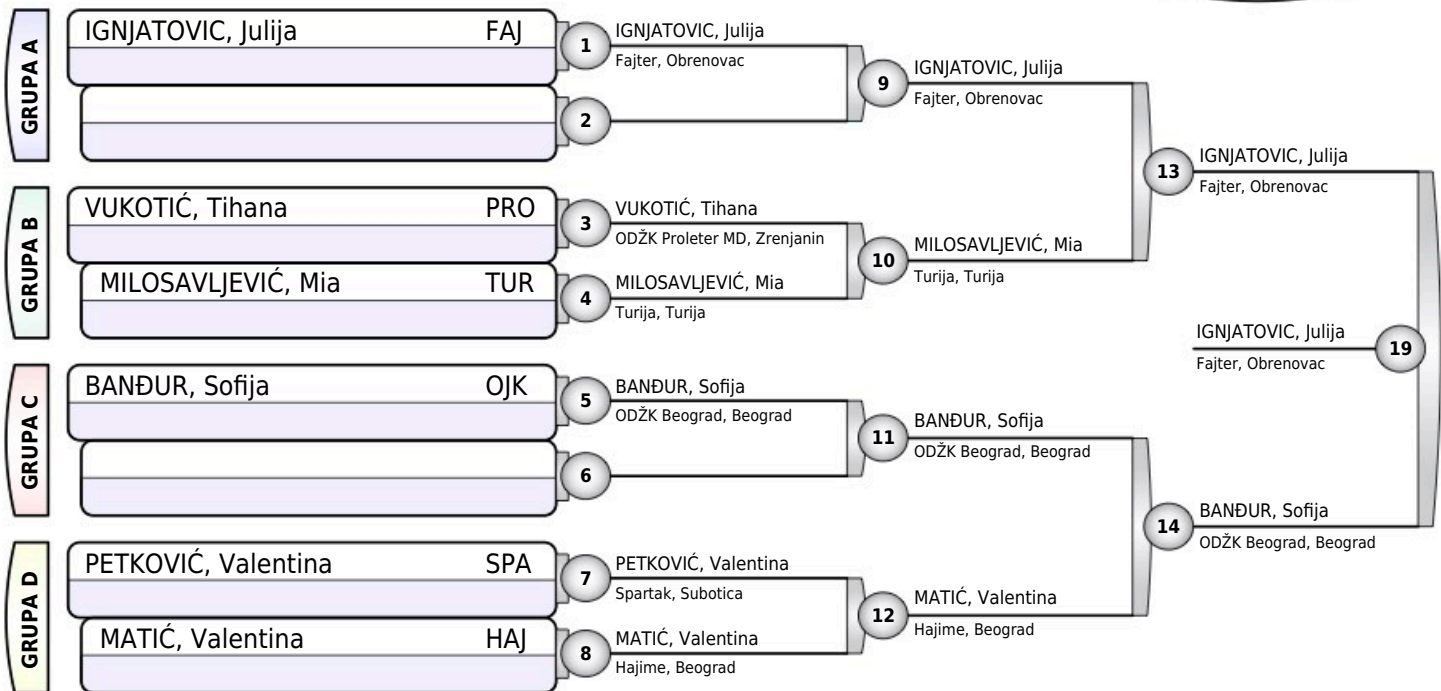 GRUPA A
IGNJATOVIC, Julija FAJ
1
2
GRUPA B
VUKOTIĆ, Tihana PRO
MILOSAVLJEVIĆ, Mia TUR
3
4
GRUPA C
BANĐUR, Sofija OJK
5
6
GRUPA D
PETKOVIĆ, Valentina SPA
MATIĆ, Valentina HAJ
7
8
IGNJATOVIC, Julija
Fajter, Obrenovac
VUKOTIĆ, Tihana
ODŽK Proleter MD, Zrenjanin
MILOSAVLJEVIĆ, Mia
Turija, Turija
BANĐUR, Sofija
ODŽK Beograd, Beograd
PETKOVIĆ, Valentina
Spartak, Subotica
MATIĆ, Valentina
Hajime, Beograd
9
IGNJATOVIC, Julija
Fajter, Obrenovac
10
MILOSAVLJEVIĆ, Mia
Turija, Turija
11
BANĐUR, Sofija
ODŽK Beograd, Beograd
12
MATIĆ, Valentina
Hajime, Beograd
13
IGNJATOVIC, Julija
Fajter, Obrenovac
14
BANĐUR, Sofija
ODŽK Beograd, Beograd
IGNJATOVIC, Julija
Fajter, Obrenovac
19